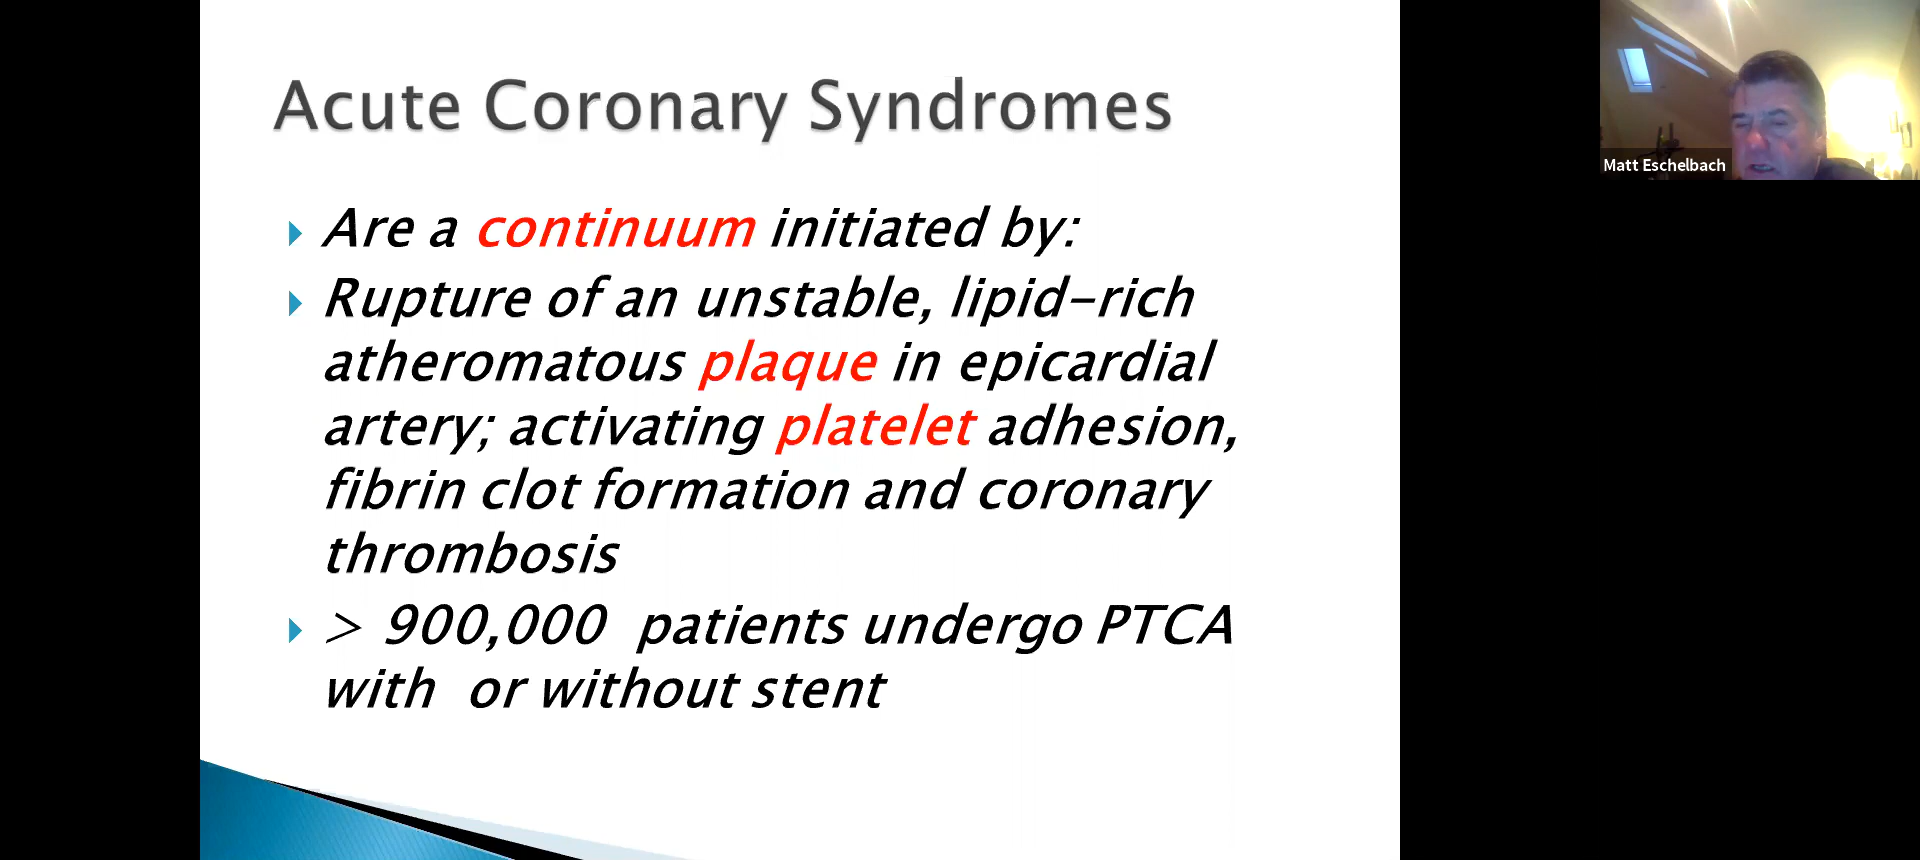 Acute Coronary Syndromes
Are a continuum initiated by:
Rupture of an unstable, lipid-rich
atheromatous plaque in epicardial
artery; activating platelet adhesion,
fibrin clot formation and coronary
thrombosis
> 900,000 patients undergo PTCA
with or without stent
Matt Eschelbach